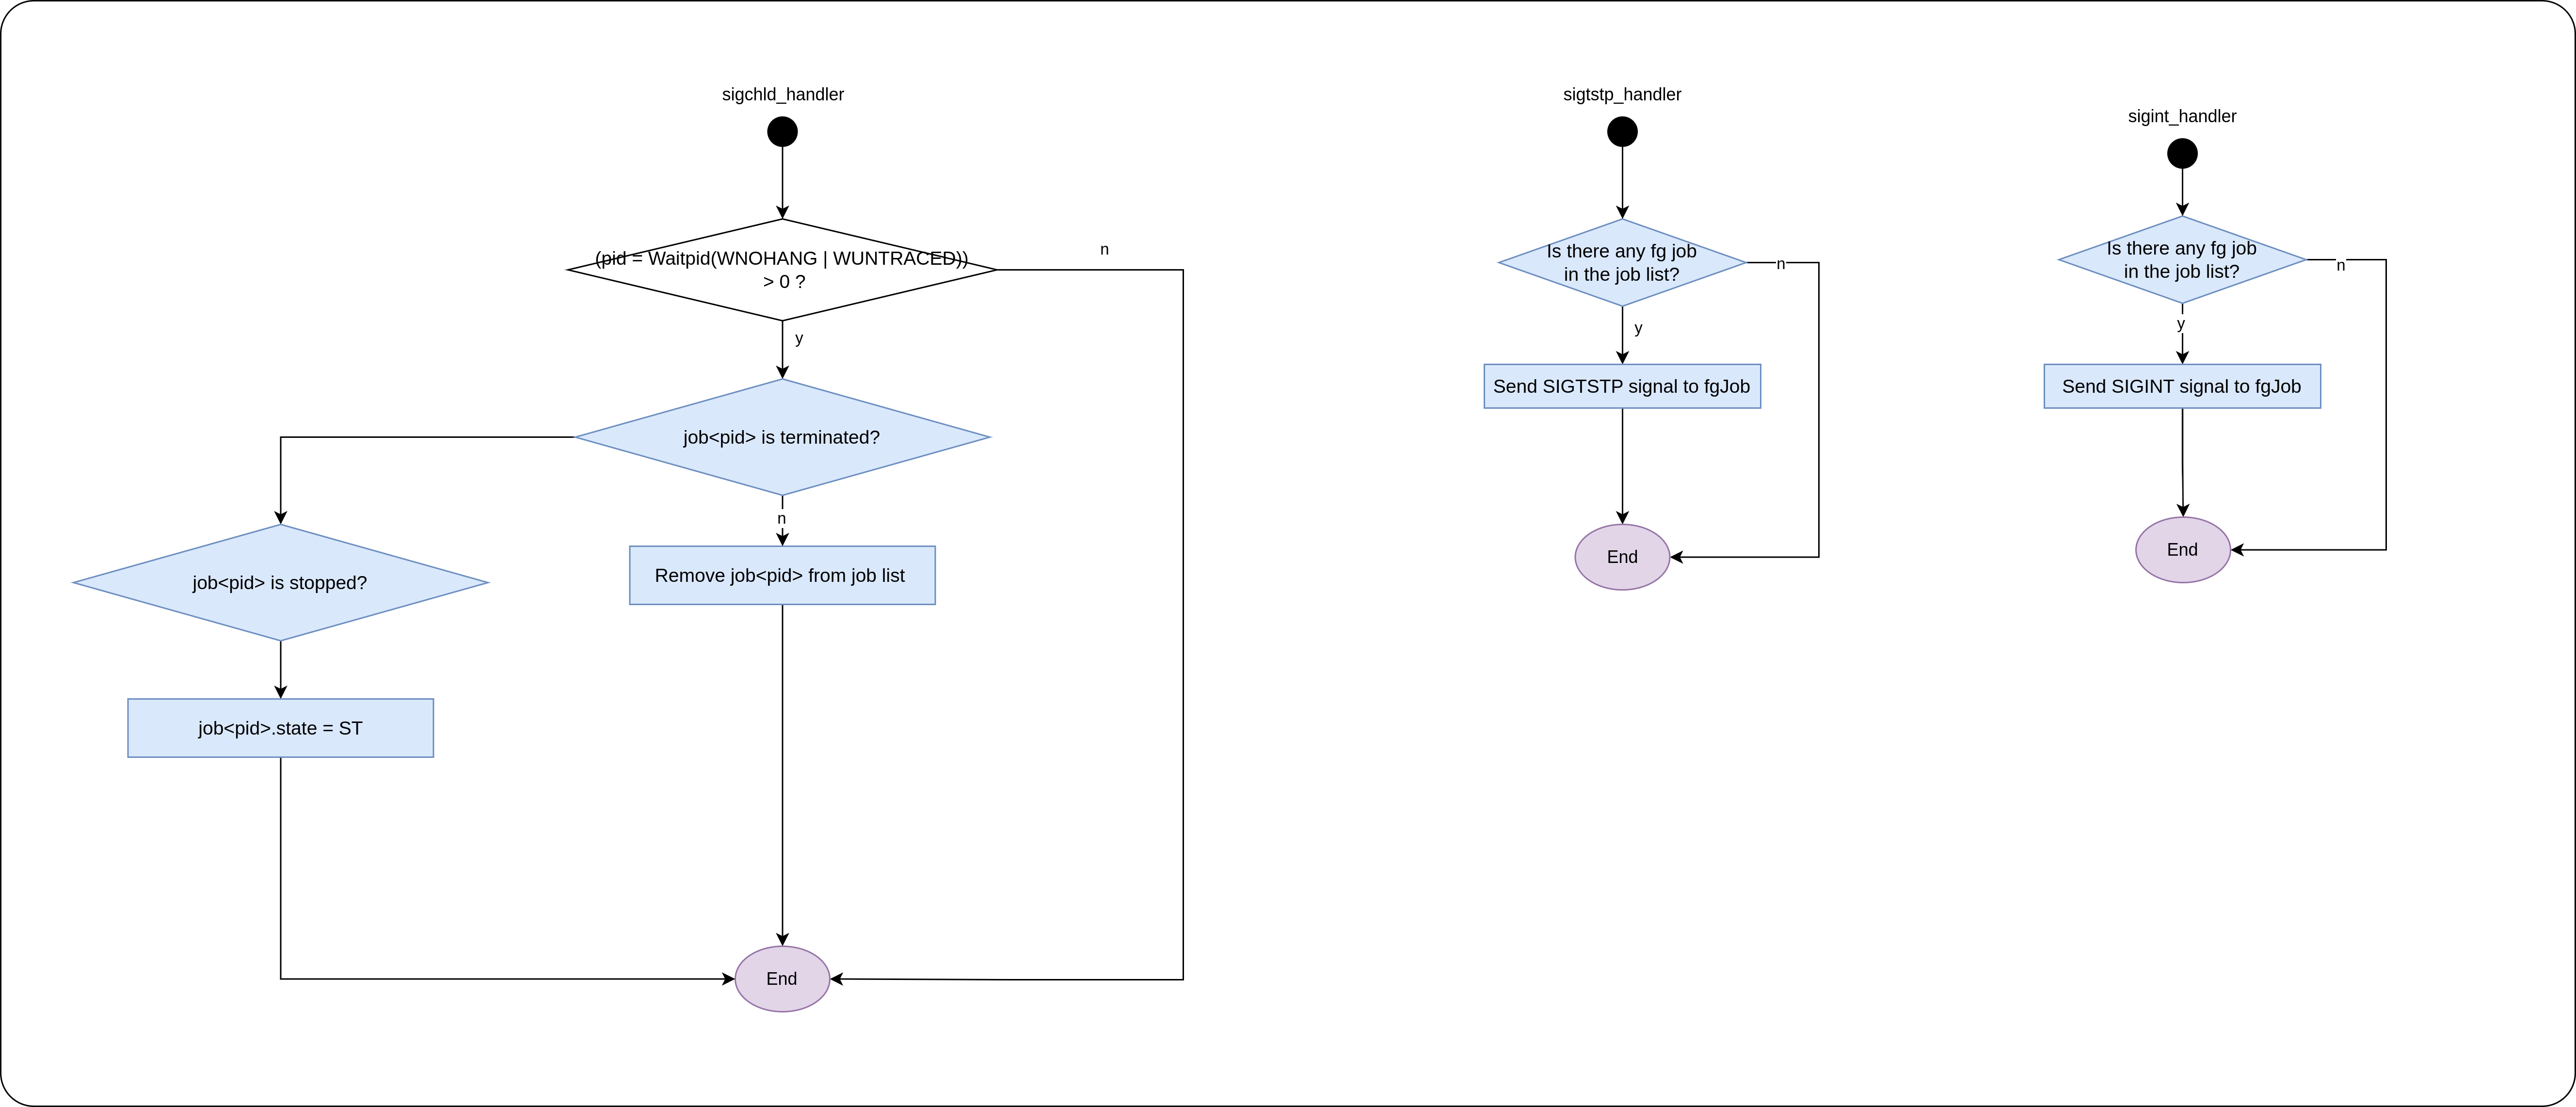 sigchld_handler
(pid = Waitpid(WNOHANG | WUNTRACED))
> 0 ?
n
y
job<pid> is terminated?
n
job<pid> is stopped?
Remove job<pid> from job list
job<pid>.state = ST
End
sigtstp_handler
Is there any fg job
in the job list?
n
y
Send SIGTSTP signal to fgJob
End
sigint_handler
Is there any fg job
in the job list?
n
y
Send SIGINT signal to fgJob
End